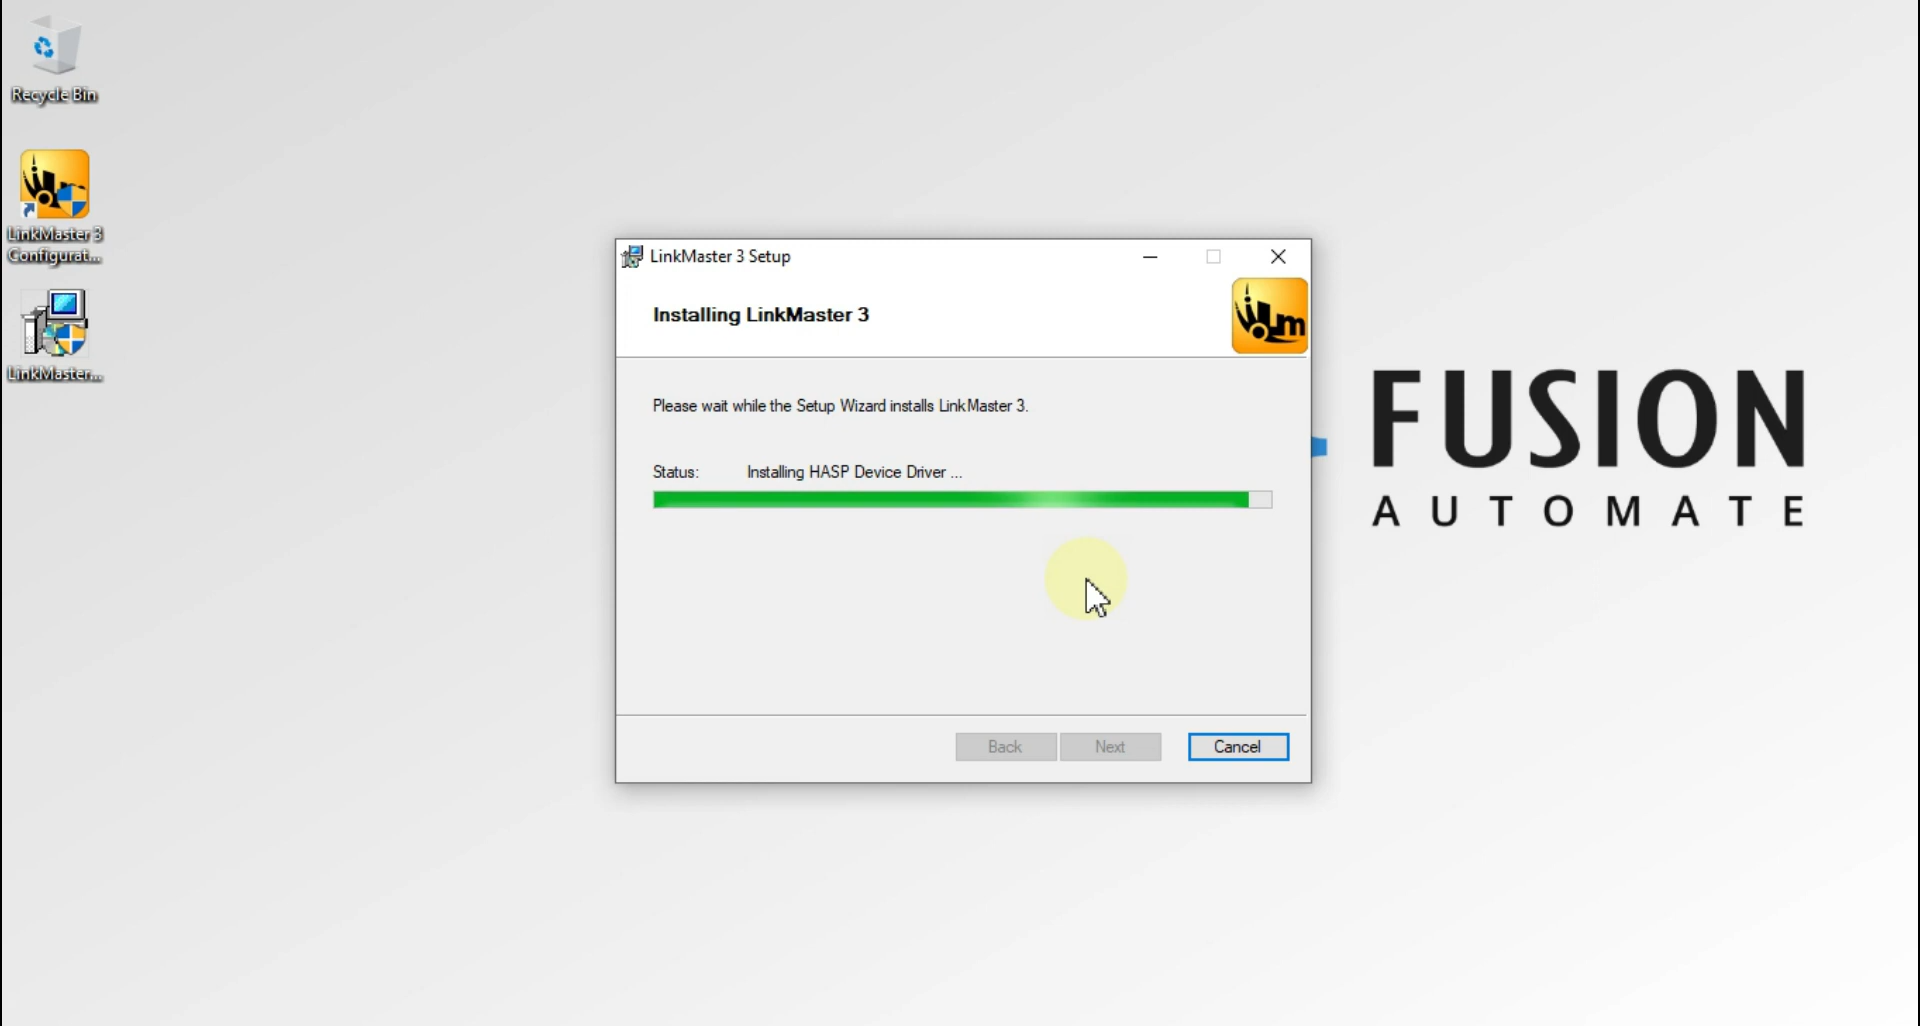 Recycle Bin
LinkMaster 3
Configurat...
LinkMaster...
LinkMaster 3 Setup
Installing LinkMaster 3
m
Please wait while the Setup Wizard installs LinkMaster 3.
Status: Installing HASP Device Driver ...
Back Next Cancel
FUSION
AUTOMATE